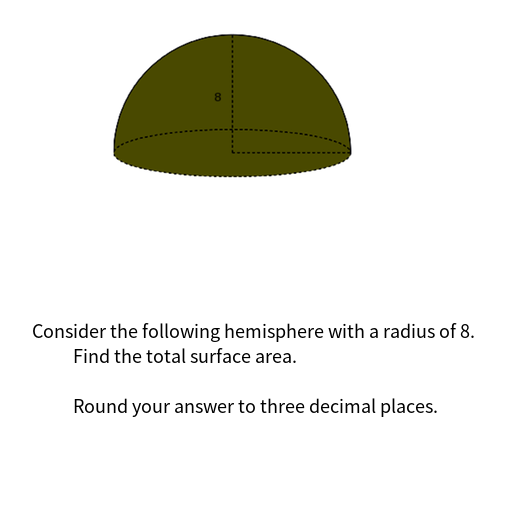 8
Consider the following hemisphere with a radius of 8.
Find the total surface area.
Round your answer to three decimal places.